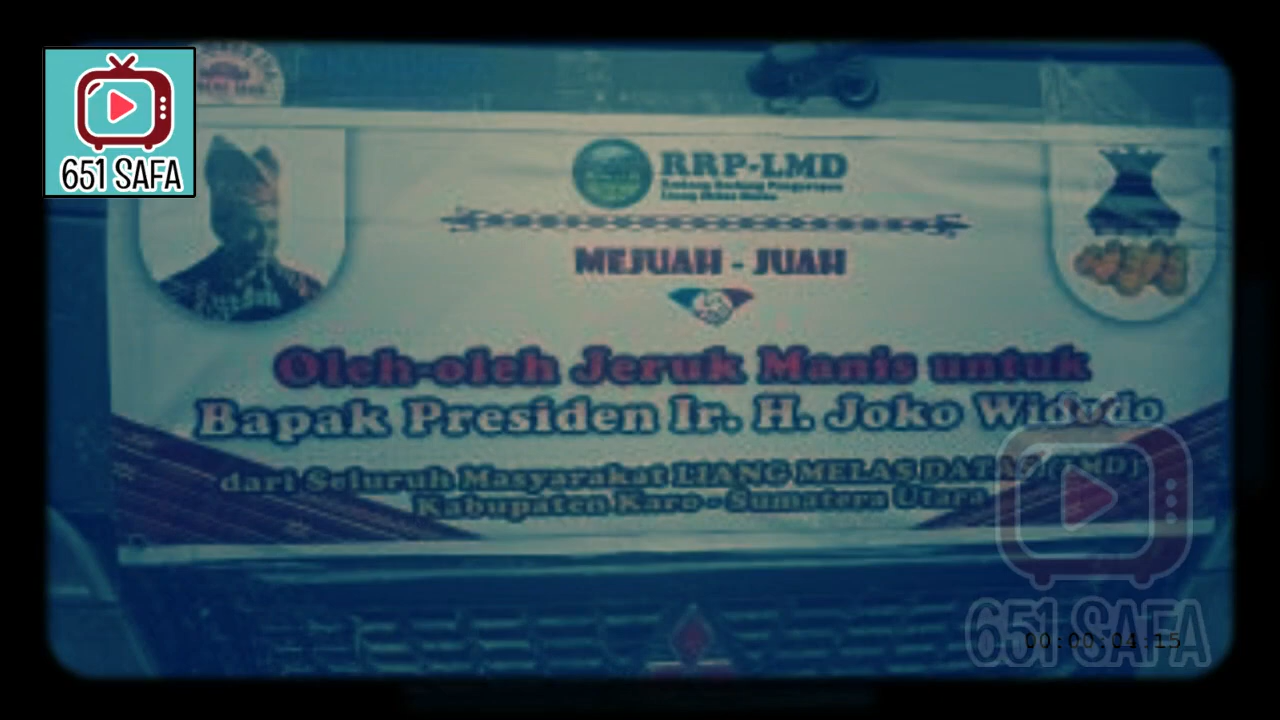 651 SAFA
RRP-LMD
MEJUAH - JUAH
Oleh-oleh Jeruk Manis untuk
Bapak Presiden Ir. H. Joko Widodo
dari Seluruh Masyarakat LIANG MELAS DATAS (LMD)
Kabupaten Karo - Sumatera Utara
651 SAFA
00:00:04:15